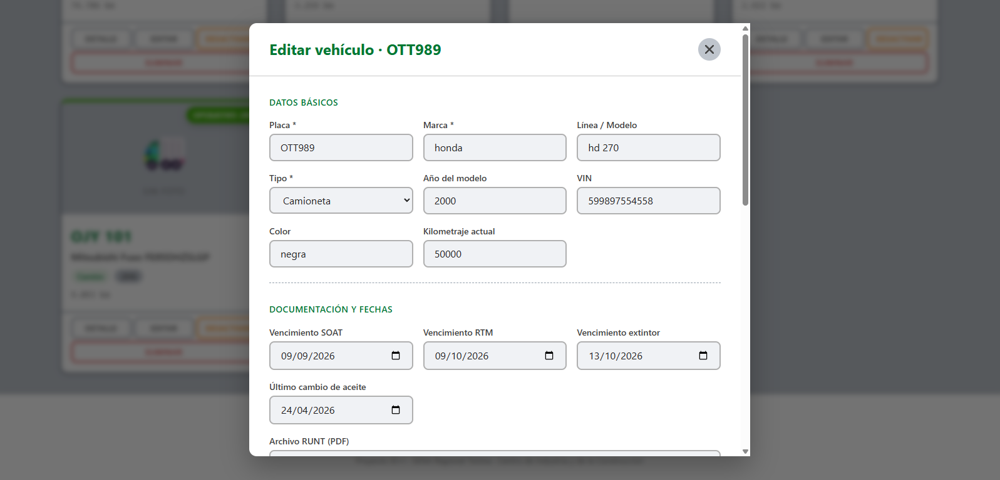 Editar vehículo · OTT989
DATOS BÁSICOS
Placa * Marca * Línea / Modelo
OTT989 honda hd 270
Tipo * Año del modelo VIN
Camioneta 2000 599897554558
Color Kilometraje actual
negra 50000
DOCUMENTACIÓN Y FECHAS
Vencimiento SOAT Vencimiento RTM Vencimiento extintor
09/09/2026 09/10/2026 13/10/2026
Último cambio de aceite
24/04/2026
Archivo RUNT (PDF)
OJY 101